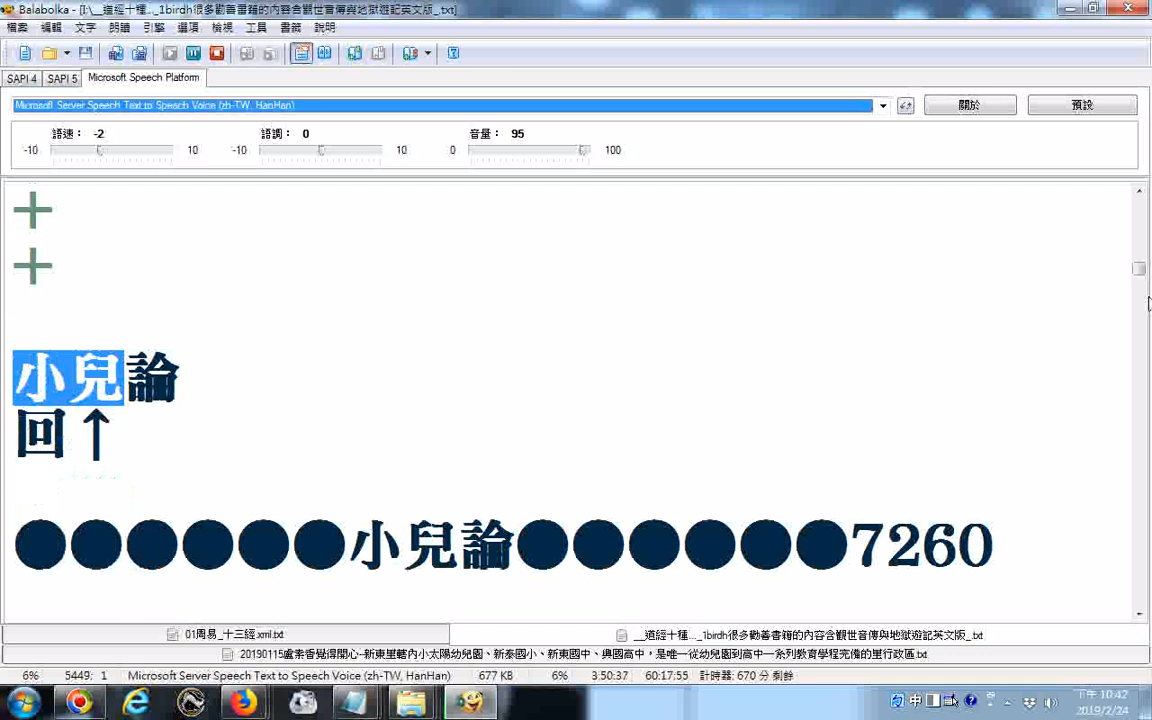 Balabolka - [I:\__道經十種..._1birdh很多勸善書籍的內容含觀世音傳與地獄遊記英文版_.txt]
檔案 編輯 文字 朗讀 引擎 選項 檢視 工具 書籤 說明
SAPI 4 SAPI 5 Microsoft Speech Platform
Microsoft Server Speech Text to Speech Voice (zh-TW, HanHan) 關於 預設
語速： -2 語調： 0 音量： 95
-10 10 -10 10 0 100
＋
＋
小兒論
回↑
●●●●●●小兒論●●●●●●7260
01周易_十三經.xml.txt __道經十種..._1birdh很多勸善書籍的內容含觀世音傳與地獄遊記英文版_.txt
20190115盧素香覺得開心--新東里轄內小太陽幼兒園、新泰國小、新東國中、興國高中，是唯一從幼兒園到高中一系列教育學程完備的里行政區.txt
6% 5449: 1 Microsoft Server Speech Text to Speech Voice (zh-TW, HanHan) 677 KB 6% 3:50:37 60:17:55 計時器: 670 分 剩餘
中 下午 10:42
2019/2/24